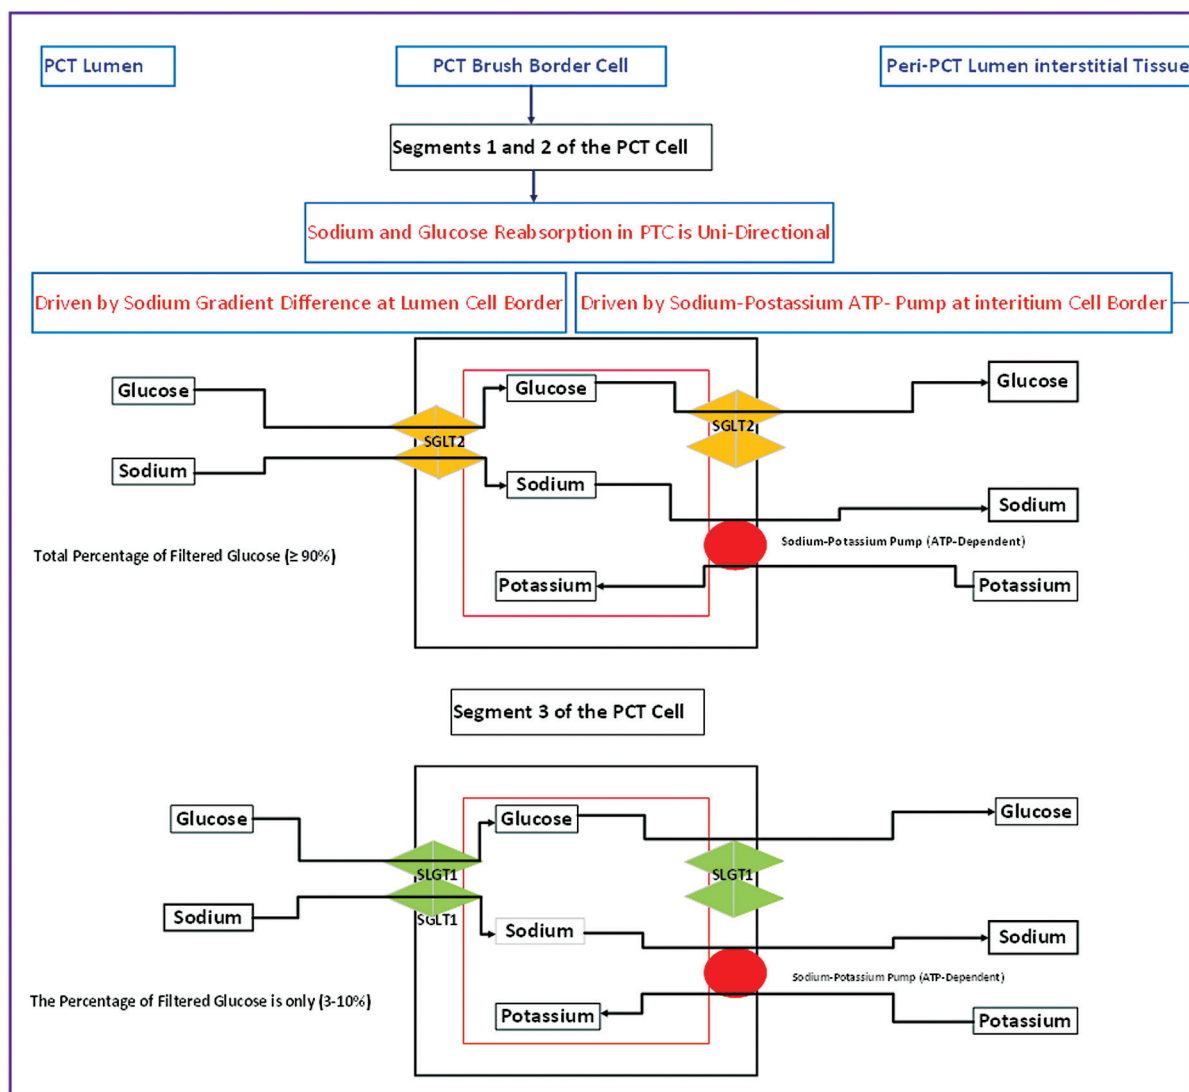 PCT Lumen
PCT Brush Border Cell
Peri-PCT Lumen interstitial Tissue
Segments 1 and 2 of the PCT Cell
Sodium and Glucose Reabsorption in PTC is Uni-Directional
Driven by Sodium Gradient Difference at Lumen Cell Border
Driven by Sodium-Postassium ATP- Pump at interitium Cell Border
Glucose
Glucose
Glucose
SGLT2
SGLT2
Sodium
Sodium
Sodium
Sodium-Potassium Pump (ATP-Dependent)
Total Percentage of Filtered Glucose (≥ 90%)
Potassium
Potassium
Segment 3 of the PCT Cell
Glucose
Glucose
Glucose
SLGT1
SLGT1
SGLT1
Sodium
Sodium
Sodium
Sodium-Potassium Pump (ATP-Dependent)
The Percentage of Filtered Glucose is only (3-10%)
Potassium
Potassium